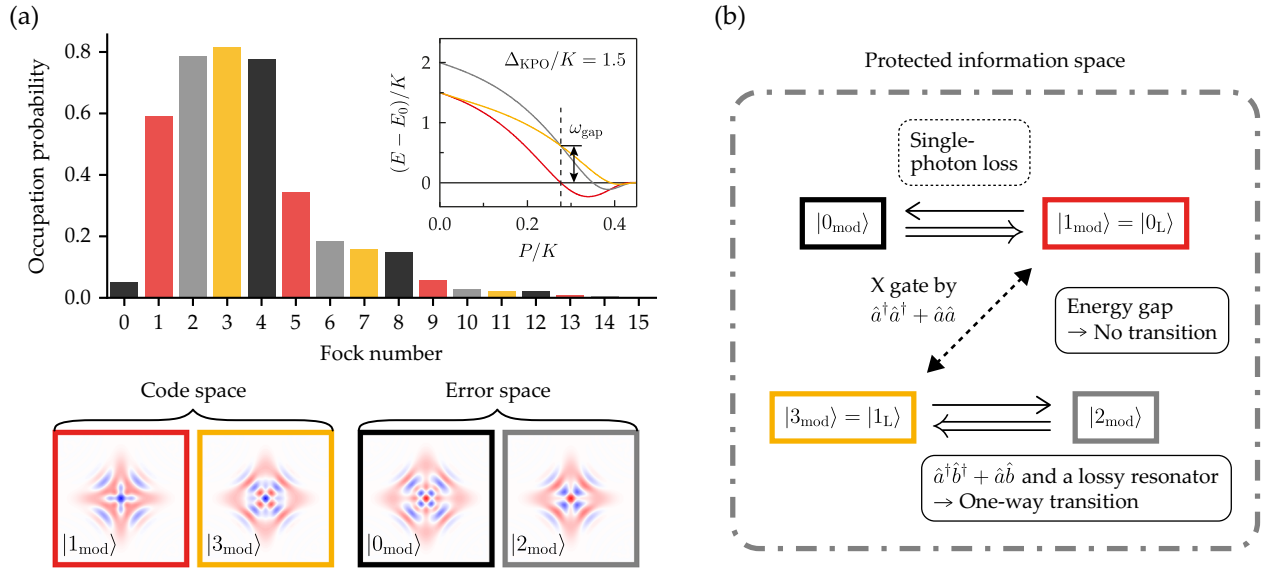 (a)
Occupation probability
0.8
0.6
0.4
0.2
0.0
0 1 2 3 4 5 6 7 8 9 10 11 12 13 14 15
Fock number
Δ_KPO/K = 1.5
(E − E₀)/K
2
1
0
ω_gap
0.0 0.2 0.4
P/K
Code space
Error space
|1_mod⟩
|3_mod⟩
|0_mod⟩
|2_mod⟩
(b)
Protected information space
Single-
photon loss
|0_mod⟩
|1_mod⟩ = |0_L⟩
X gate by
â†â† + ââ
Energy gap
→ No transition
|3_mod⟩ = |1_L⟩
|2_mod⟩
â†b̂† + âb̂ and a lossy resonator
→ One-way transition